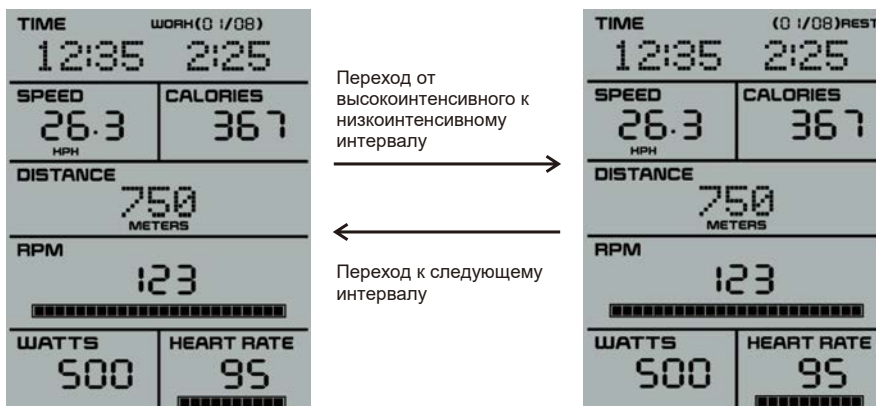 TIME WORK(01/08)
12:35 2:25
SPEED CALORIES
26.3 367
MPH
DISTANCE
750
METERS
RPM
123
WATTS HEART RATE
500 95
Переход от
высокоинтенсивного к
низкоинтенсивному
интервалу
Переход к следующему
интервалу
TIME (01/08)REST
12:35 2:25
SPEED CALORIES
26.3 367
MPH
DISTANCE
750
METERS
RPM
123
WATTS HEART RATE
500 95